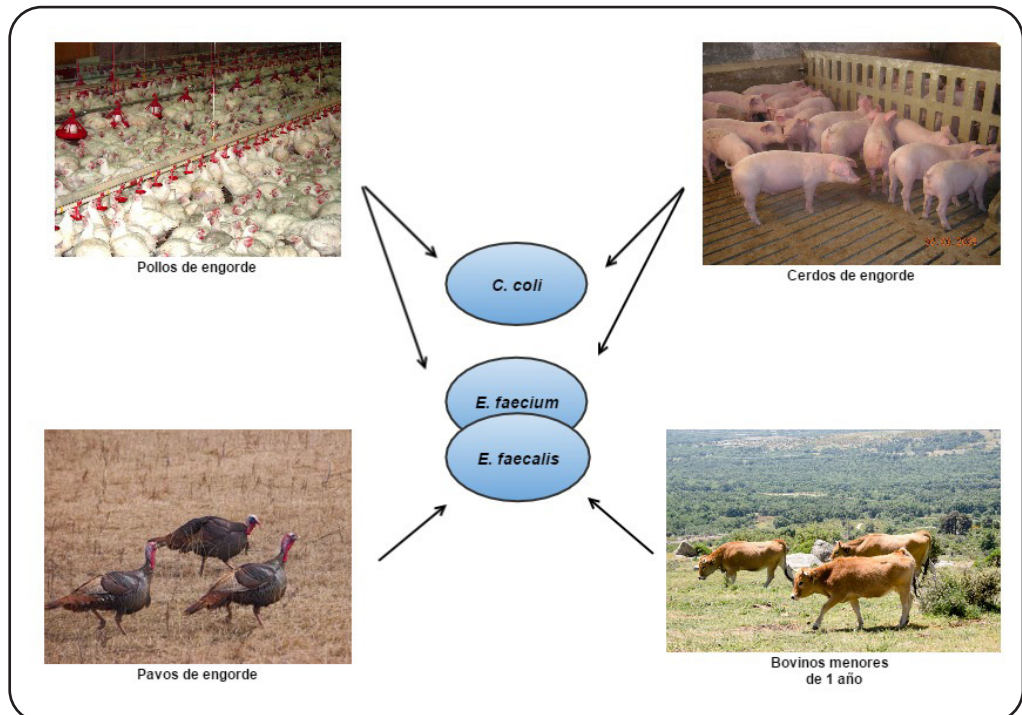 Pollos de engorde
Cerdos de engorde
C. coli
E. faecium
E. faecalis
Pavos de engorde
Bovinos menores
de 1 año